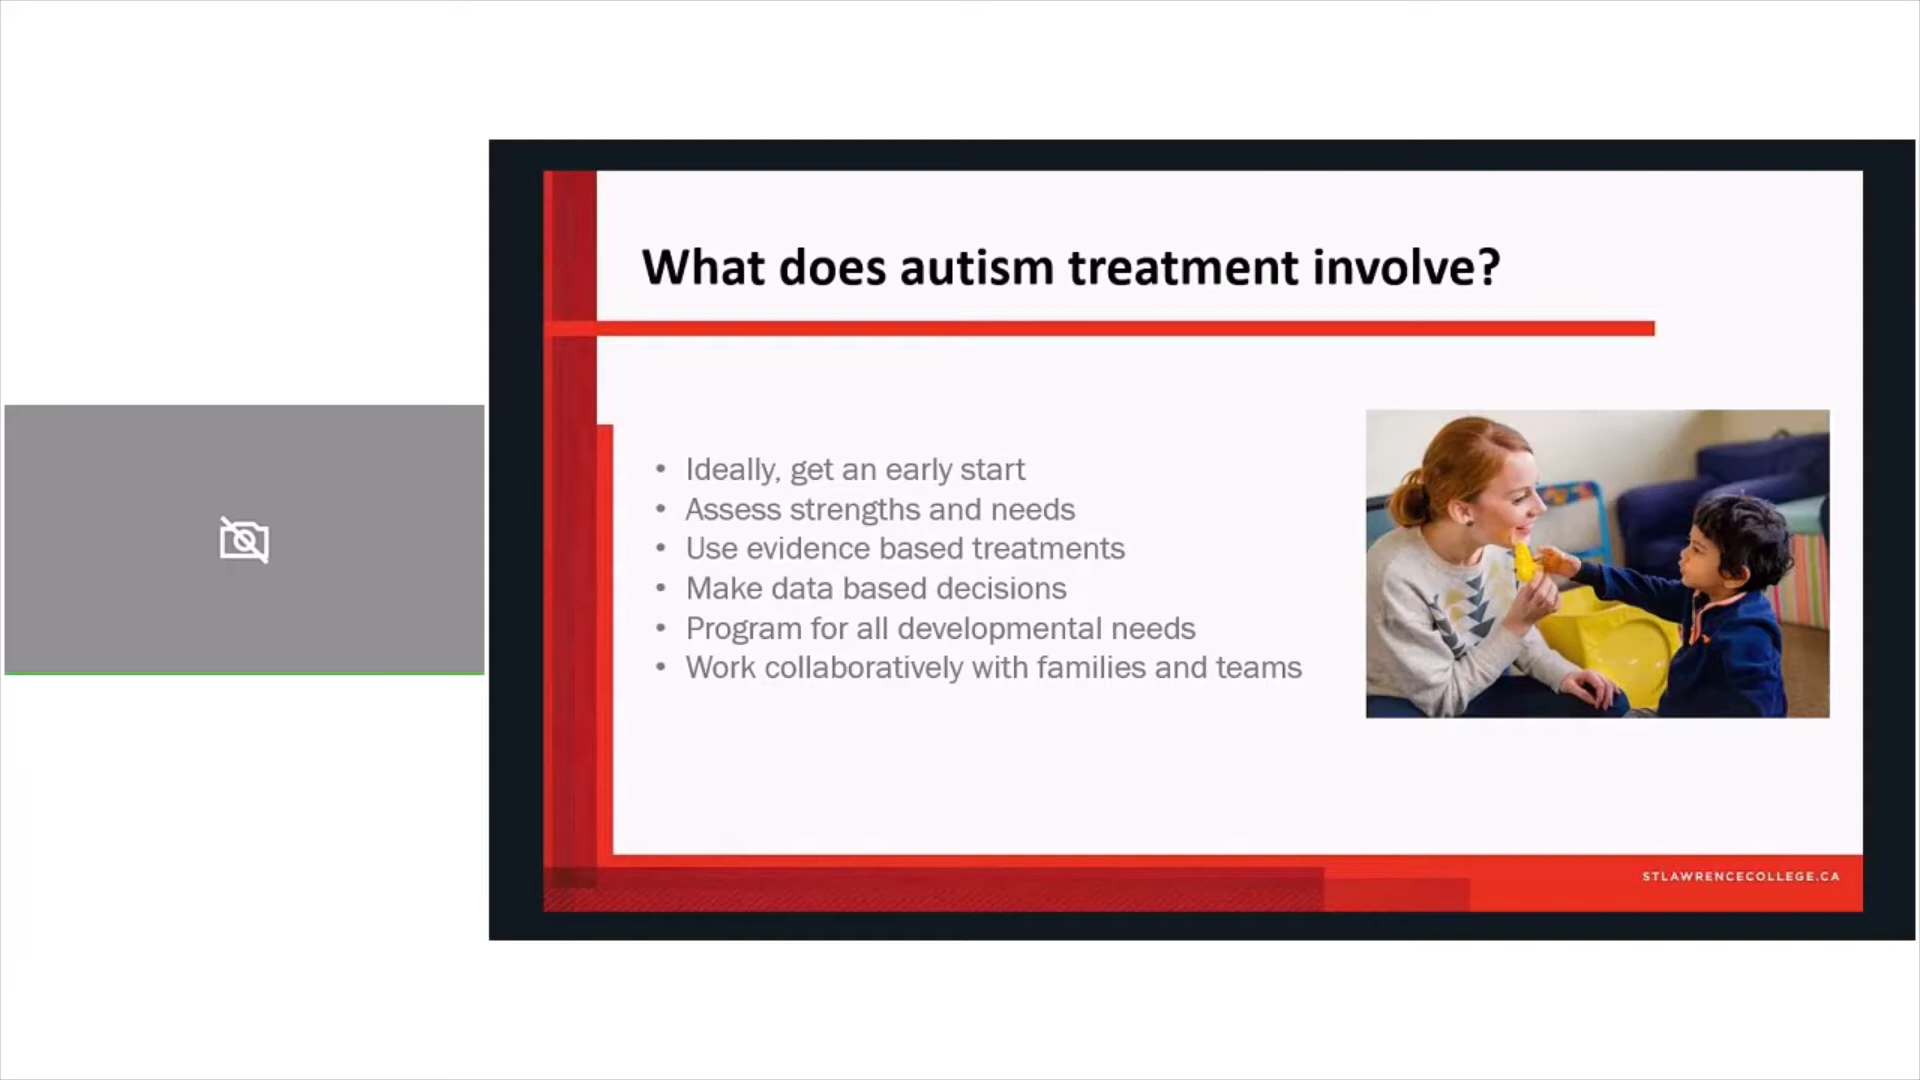 What does autism treatment involve?
• Ideally, get an early start
• Assess strengths and needs
• Use evidence based treatments
• Make data based decisions
• Program for all developmental needs
• Work collaboratively with families and teams
STLAWRENCECOLLEGE.CA